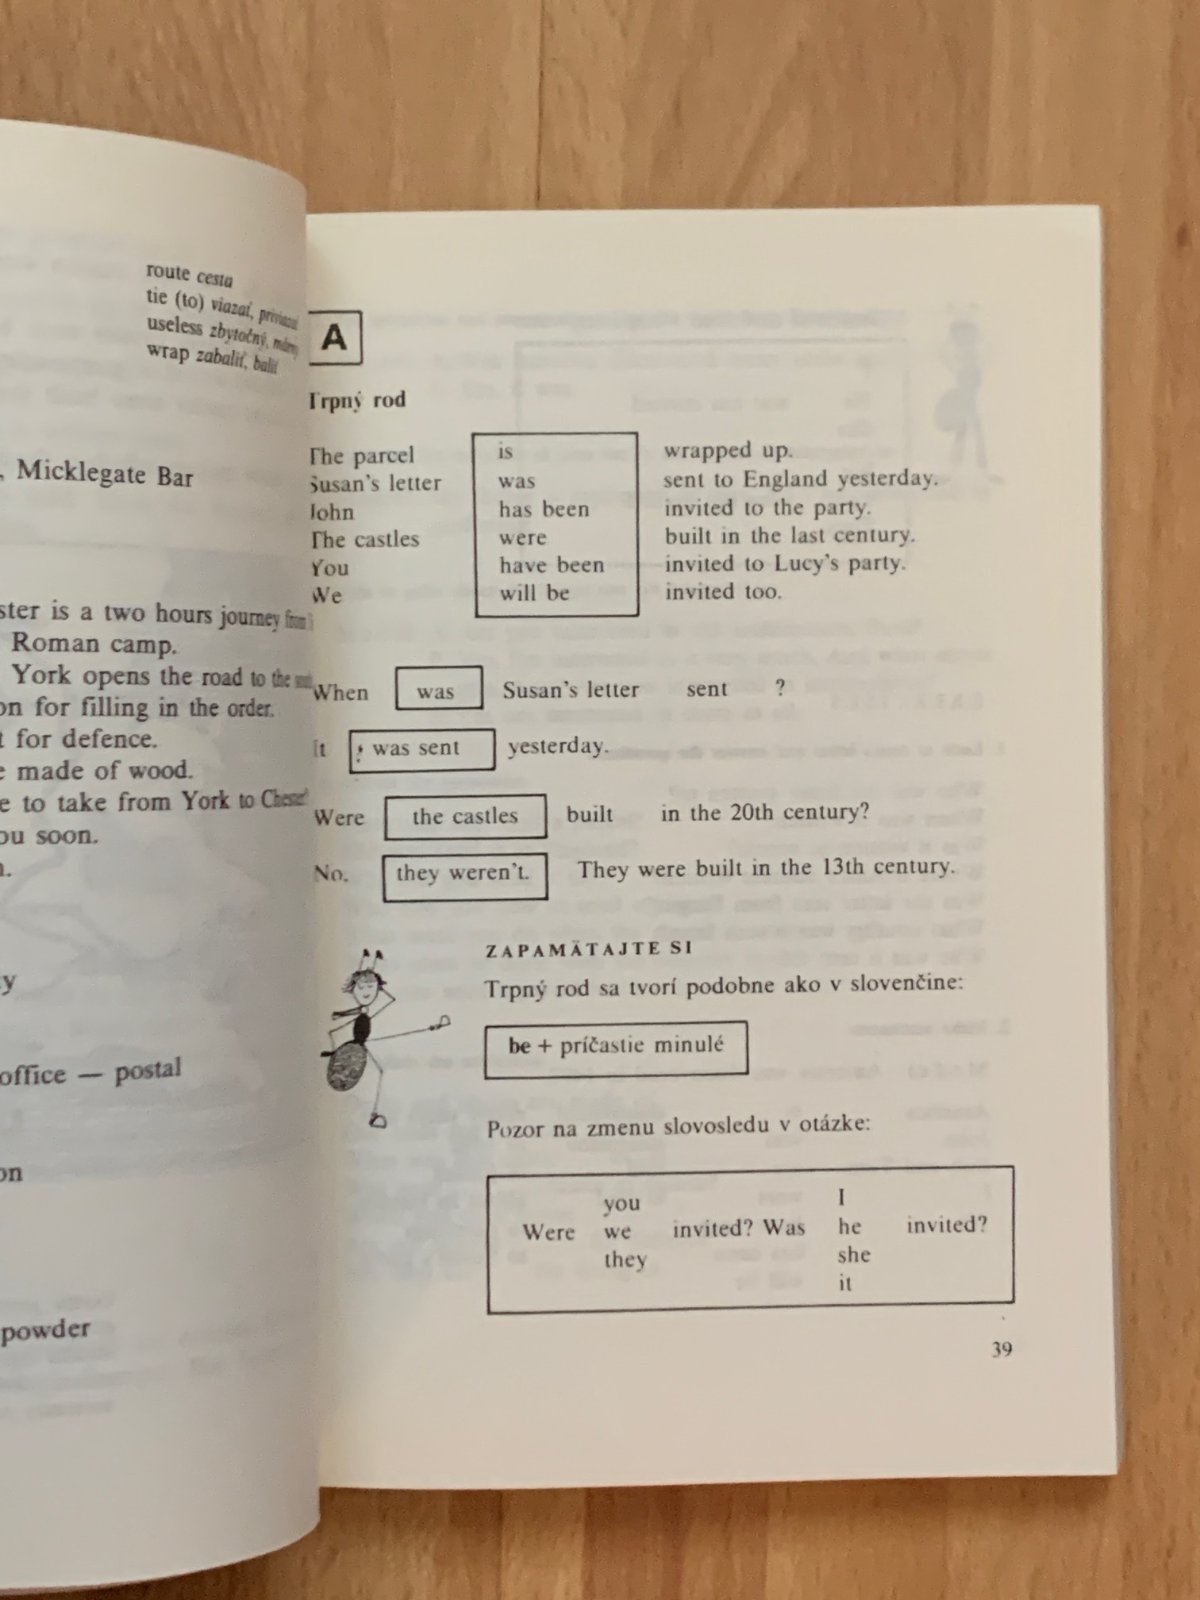 route cesta
tie (to) viazať, priviazať
useless zbytočný, márny
wrap zabaliť, baliť
, Micklegate Bar
ster is a two hours journey from
Roman camp.
York opens the road to the
on for filling in the order.
t for defence.
e made of wood.
e to take from York to Chester
ou soon.
n.
y
office — postal
on
powder
A
Trpný rod
The parcel is wrapped up.
Susan's letter was sent to England yesterday.
John has been invited to the party.
The castles were built in the last century.
You have been invited to Lucy's party.
We will be invited too.
When was Susan's letter sent ?
It was sent yesterday.
Were the castles built in the 20th century?
No, they weren't. They were built in the 13th century.
ZAPAMÄTAJTE SI
Trpný rod sa tvorí podobne ako v slovenčine:
be + príčastie minulé
Pozor na zmenu slovosledu v otázke:
you I
Were we invited? Was he invited?
they she
it
39